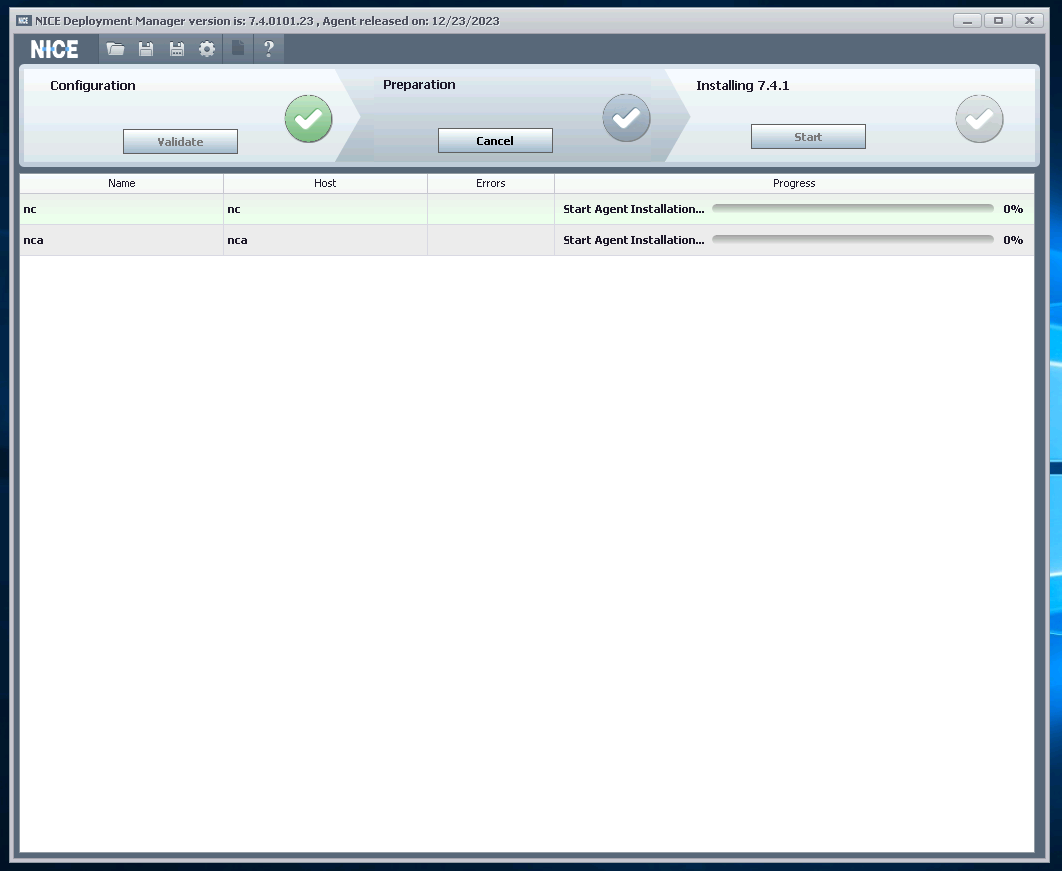 NICE NICE Deployment Manager version is: 7.4.0101.23 , Agent released on: 12/23/2023
NICE ?
Configuration Preparation Installing 7.4.1
Validate Cancel Start
Name Host Errors Progress
nc nc Start Agent Installation... 0%
nca nca Start Agent Installation... 0%